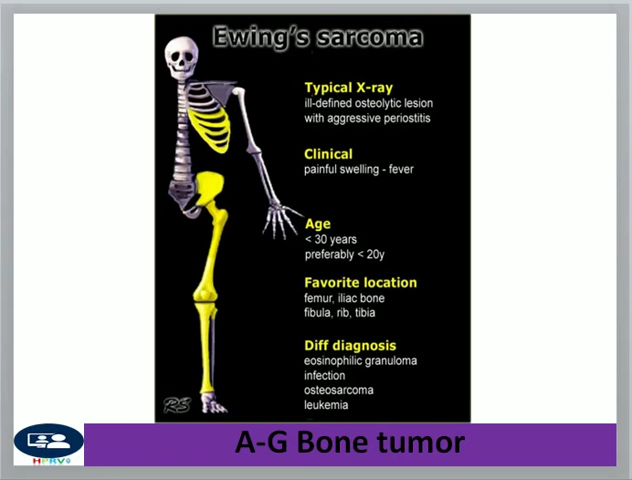 Ewing's sarcoma
Typical X-ray
ill-defined osteolytic lesion
with aggressive periostitis
Clinical
painful swelling - fever
Age
< 30 years
preferably < 20y
Favorite location
femur, iliac bone
fibula, rib, tibia
Diff diagnosis
eosinophilic granuloma
infection
osteosarcoma
leukemia
RS
A-G Bone tumor